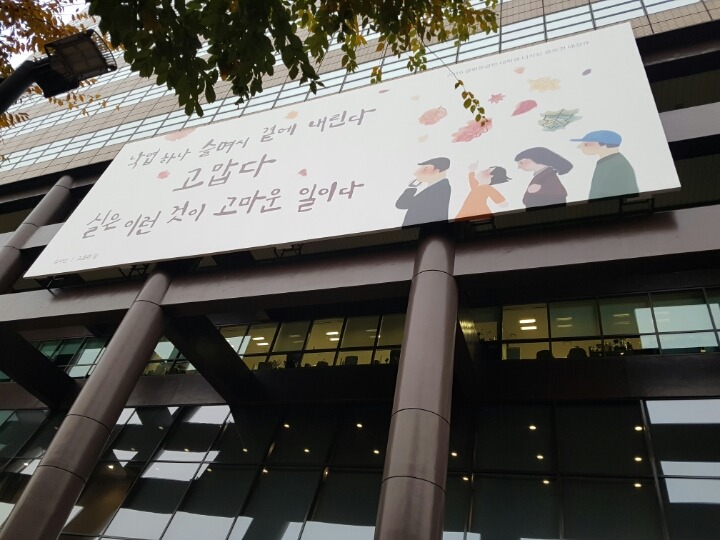 낙엽 하나 슬며시 곁에 내린다
고맙다
실은 이런 것이 고마운 일이다